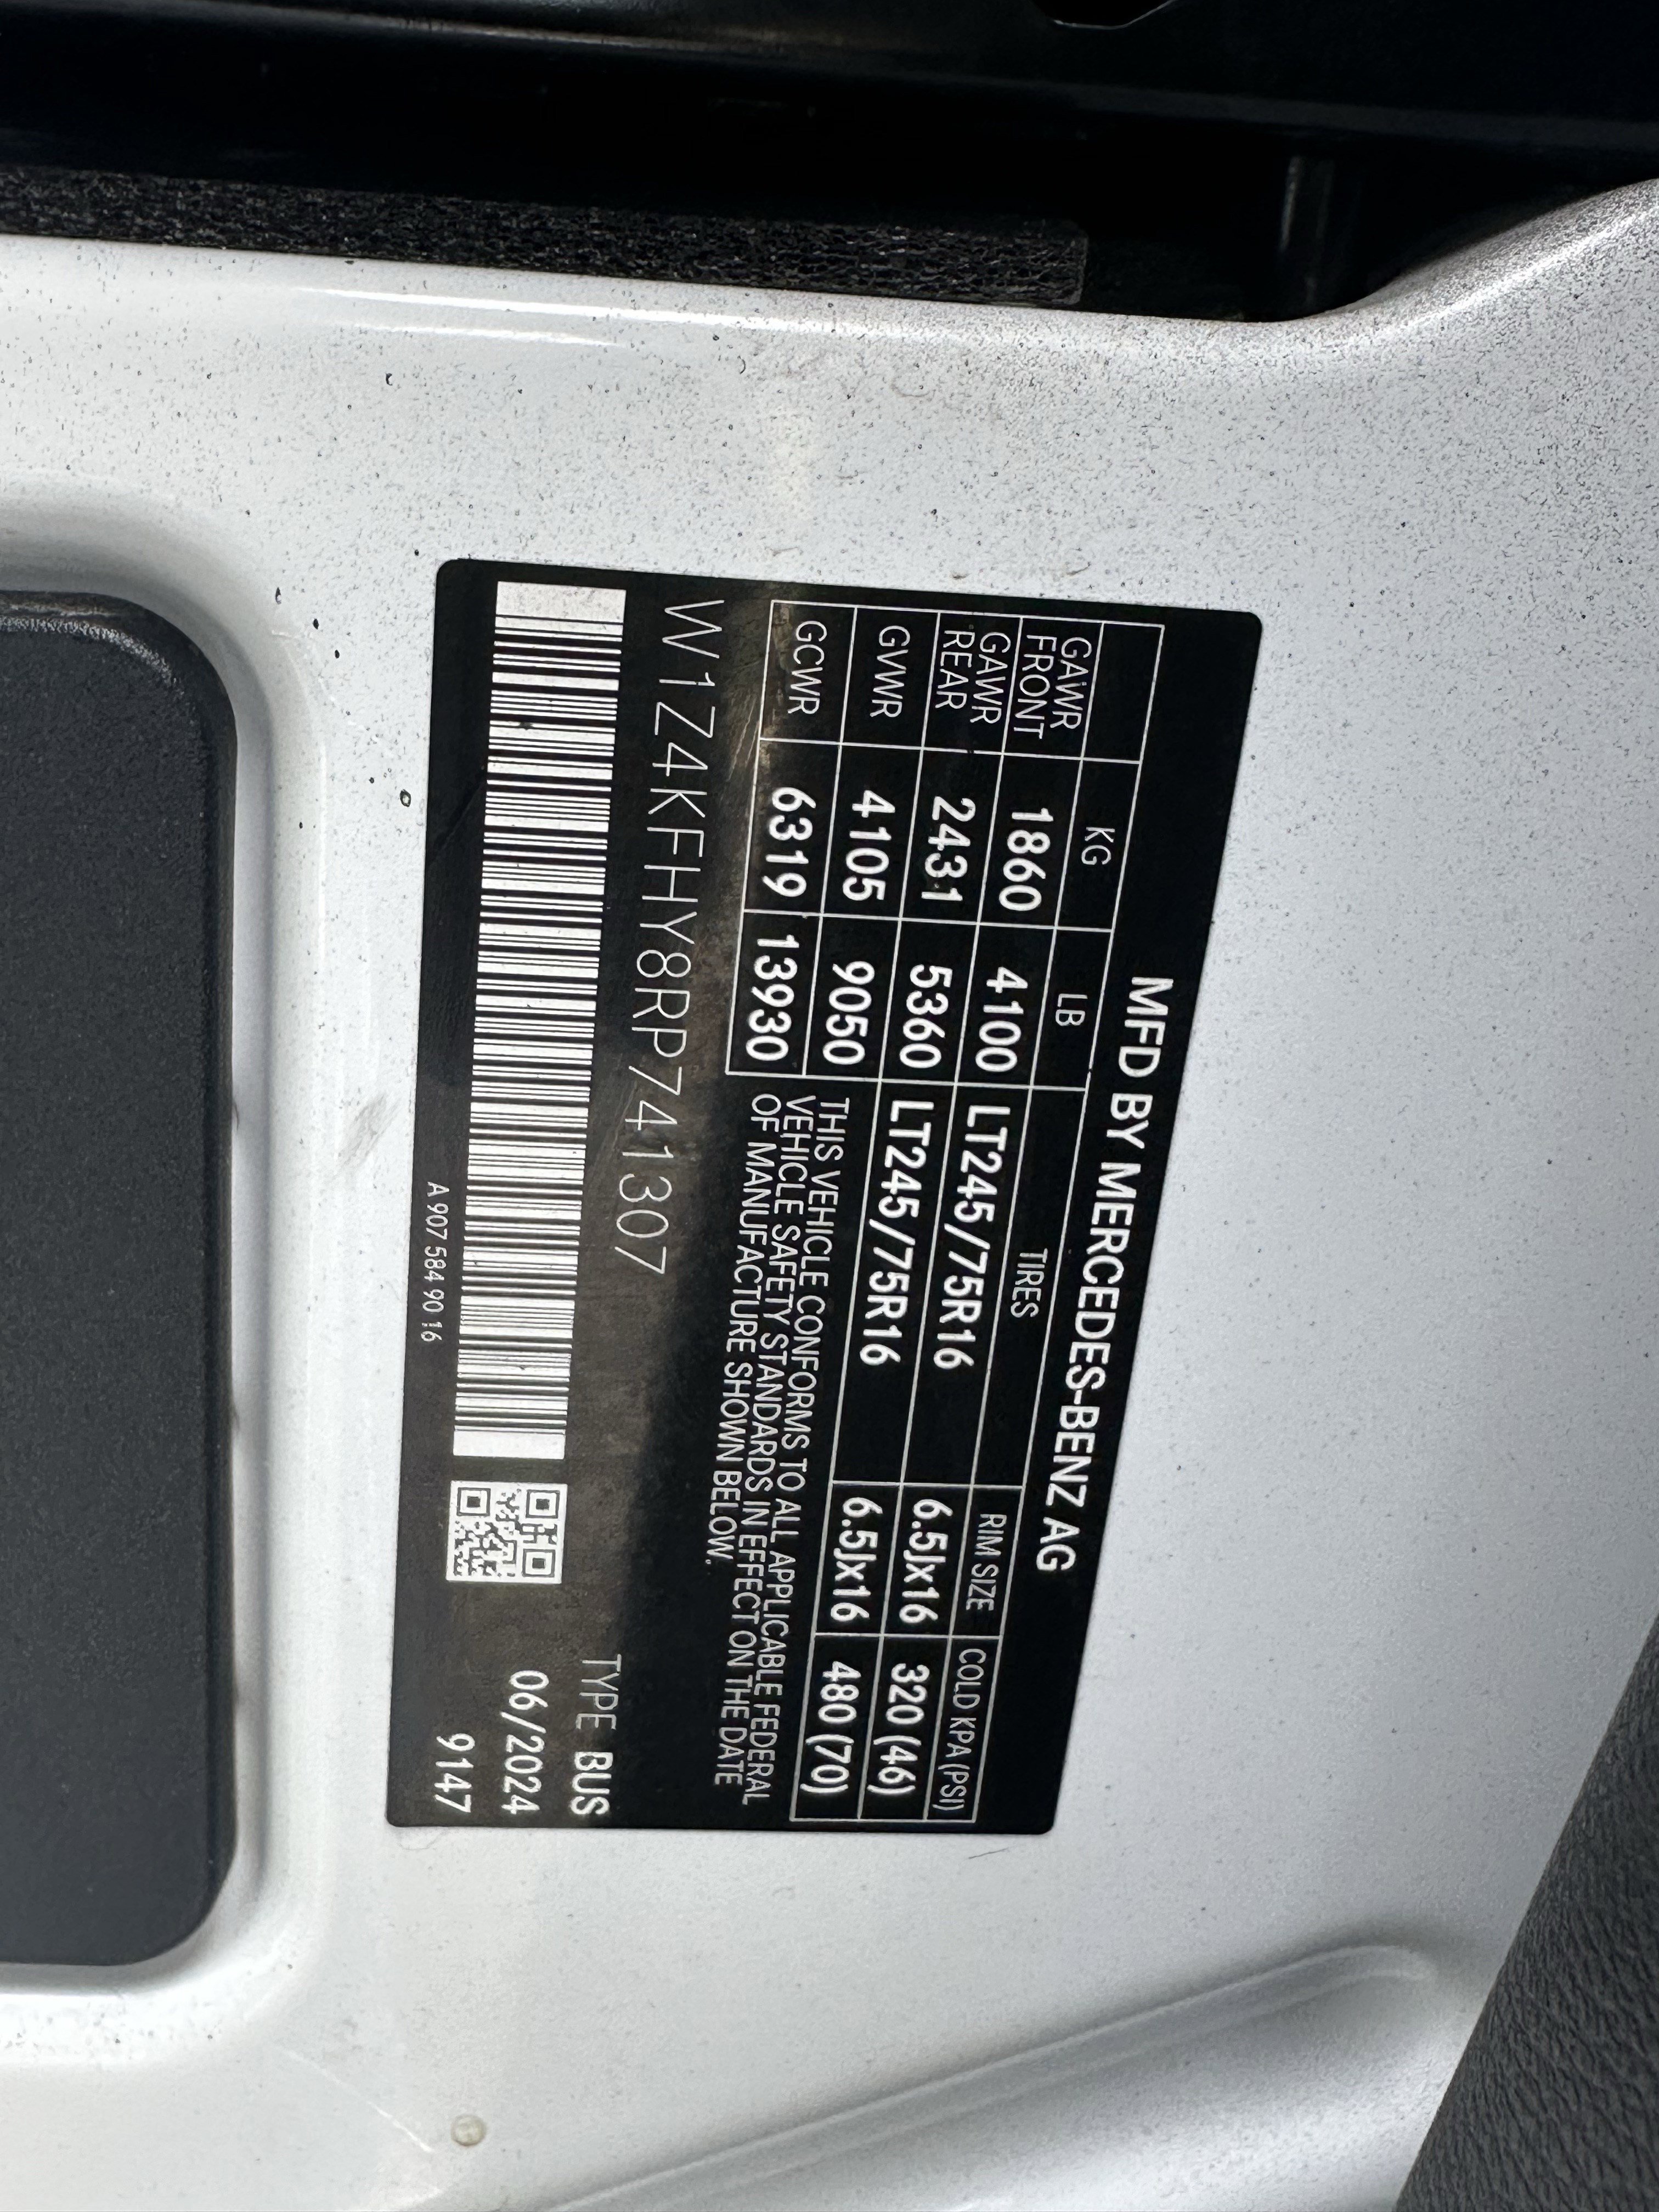 MFD BY MERCEDES-BENZ AG
KG LB TIRES RIM SIZE COLD KPA (PSI)
GAWR FRONT 1860 4100 LT245/75R16 6.5Jx16 320 (46)
GAWR REAR 2431 5360 LT245/75R16 6.5Jx16 480 (70)
GVWR 4105 9050
GCWR 6319 13930
THIS VEHICLE CONFORMS TO ALL APPLICABLE FEDERAL
VEHICLE SAFETY STANDARDS IN EFFECT ON THE DATE
OF MANUFACTURE SHOWN BELOW.
W1Z4KFHY8RP741307
TYPE BUS
06/2024
9147
A 907 584 90 16